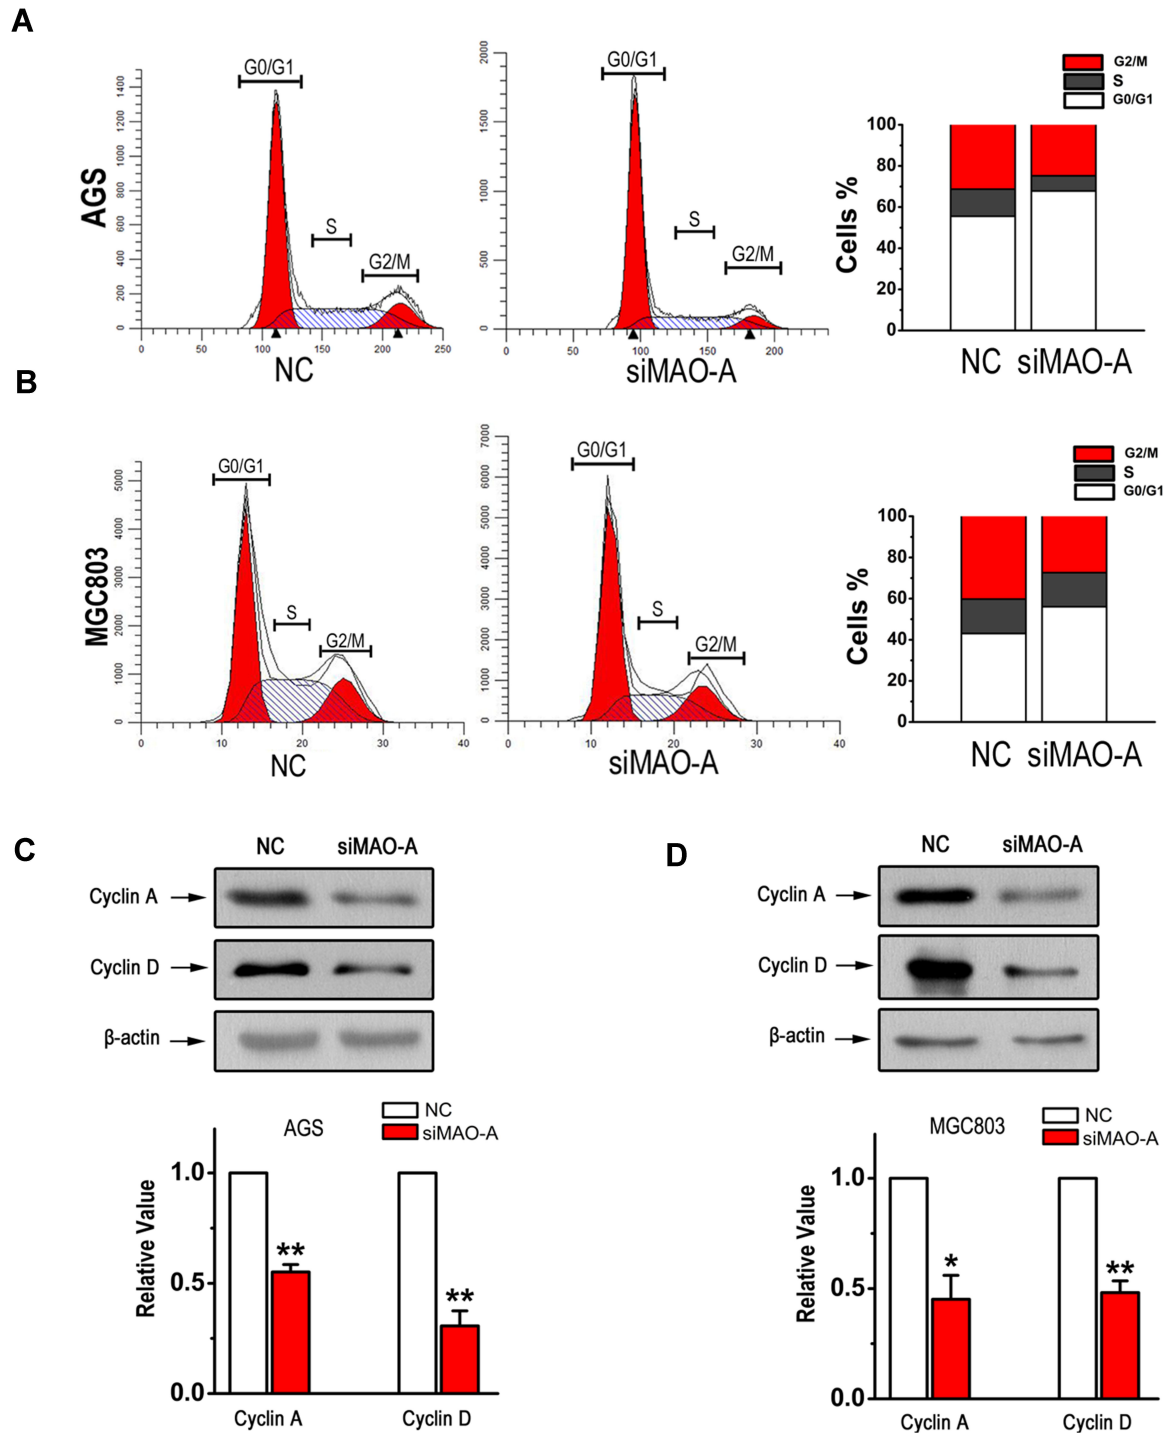 A
G0/G1
S
G2/M
AGS
1400
1200
1000
800
600
400
200
0
0 50 100 150 200 250
NC
G0/G1
S
G2/M
2000
1500
1000
500
0
0 50 100 150 200
siMAO-A
G2/M
S
G0/G1
Cells %
100
80
60
40
20
0
NC siMAO-A
B
G0/G1
S
G2/M
MGC803
5000
4000
3000
2000
1000
0
0 10 20 30 40
NC
G0/G1
S
G2/M
7000
6000
5000
4000
3000
2000
1000
0
0 10 20 30 40
siMAO-A
G2/M
S
G0/G1
Cells %
100
80
60
40
20
0
NC siMAO-A
C
NC siMAO-A
Cyclin A
Cyclin D
β-actin
AGS
NC
siMAO-A
Relative Value
1.0
0.5
0.0
**
**
Cyclin A Cyclin D
D
NC siMAO-A
Cyclin A
Cyclin D
β-actin
MGC803
NC
siMAO-A
Relative Value
1.0
0.5
0.0
*
**
Cyclin A Cyclin D